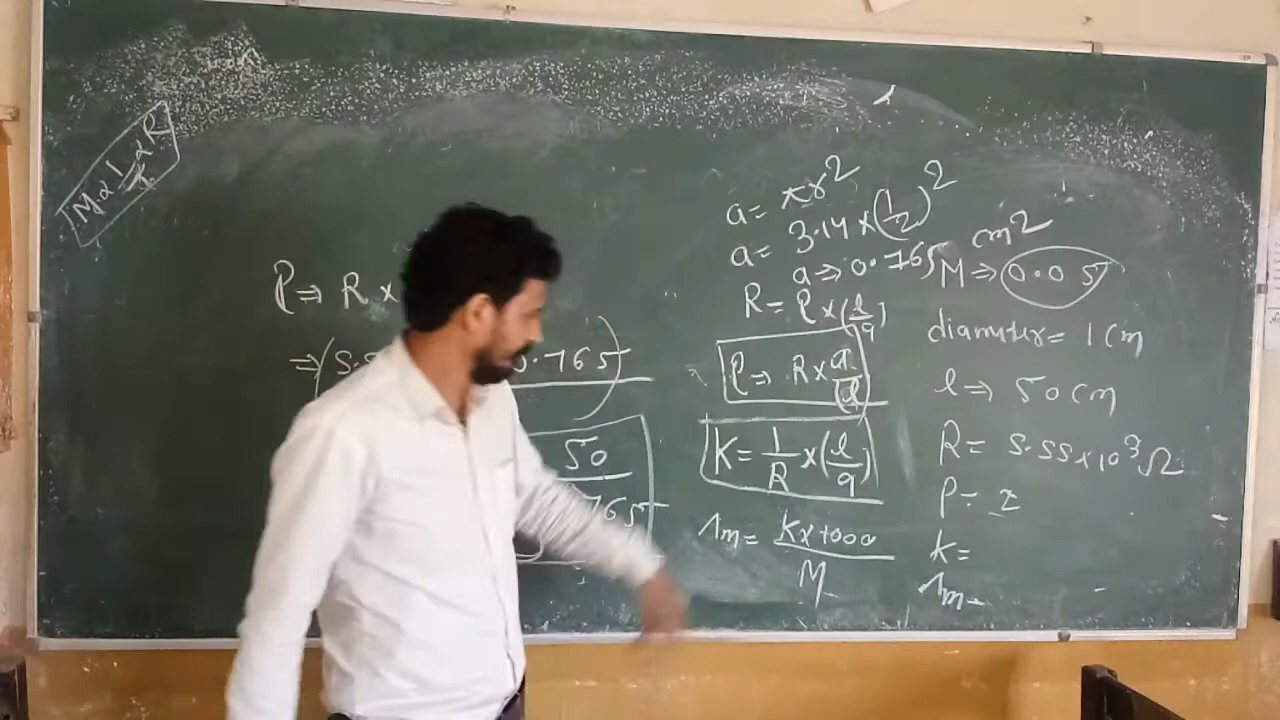 M α 1/I α R
ρ ⇒ R ×
⇒ (5.5 0.765)
50
765
a = πr²
a = 3.14 × (1/2)²
a ⇒ 0.765 cm²
R = ρ × (l/a)
ρ ⇒ R × a/l
K = 1/R × (l/a)
Λm = K × 1000 / M
M ⇒ 0.05
diameter = 1 cm
l ⇒ 50 cm
R = 5.55 × 10³ Ω
ρ = ?
k =
Λm =